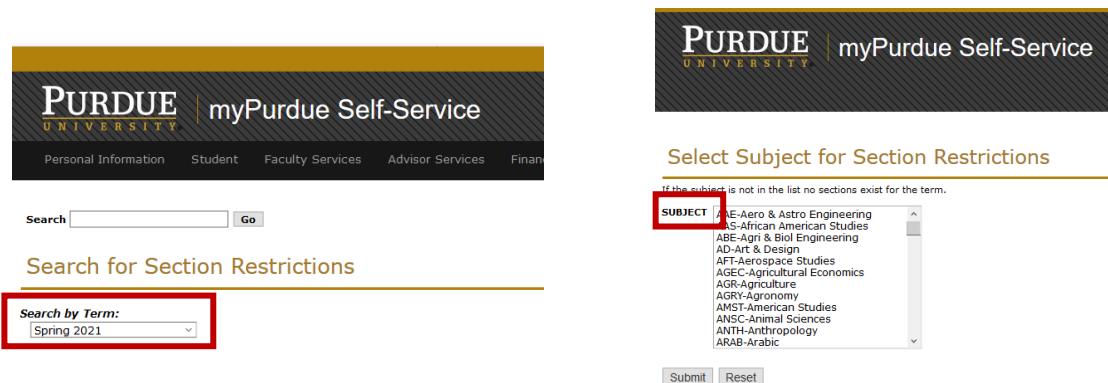 PURDUE
UNIVERSITY
myPurdue Self-Service
Personal Information Student Faculty Services Advisor Services
Search Go
Search for Section Restrictions
Search by Term:
Spring 2021
PURDUE
UNIVERSITY
myPurdue Self-Service
Select Subject for Section Restrictions
If the subject is not in the list no sections exist for the term.
SUBJECT
AAE-Aero & Astro Engineering
AAS-African American Studies
ABE-Agri & Biol Engineering
AD-Art & Design
AFT-Aerospace Studies
AGEC-Agricultural Economics
AGR-Agriculture
AGRY-Agronomy
AMST-American Studies
ANSC-Animal Sciences
ANTH-Anthropology
ARAB-Arabic
Submit Reset